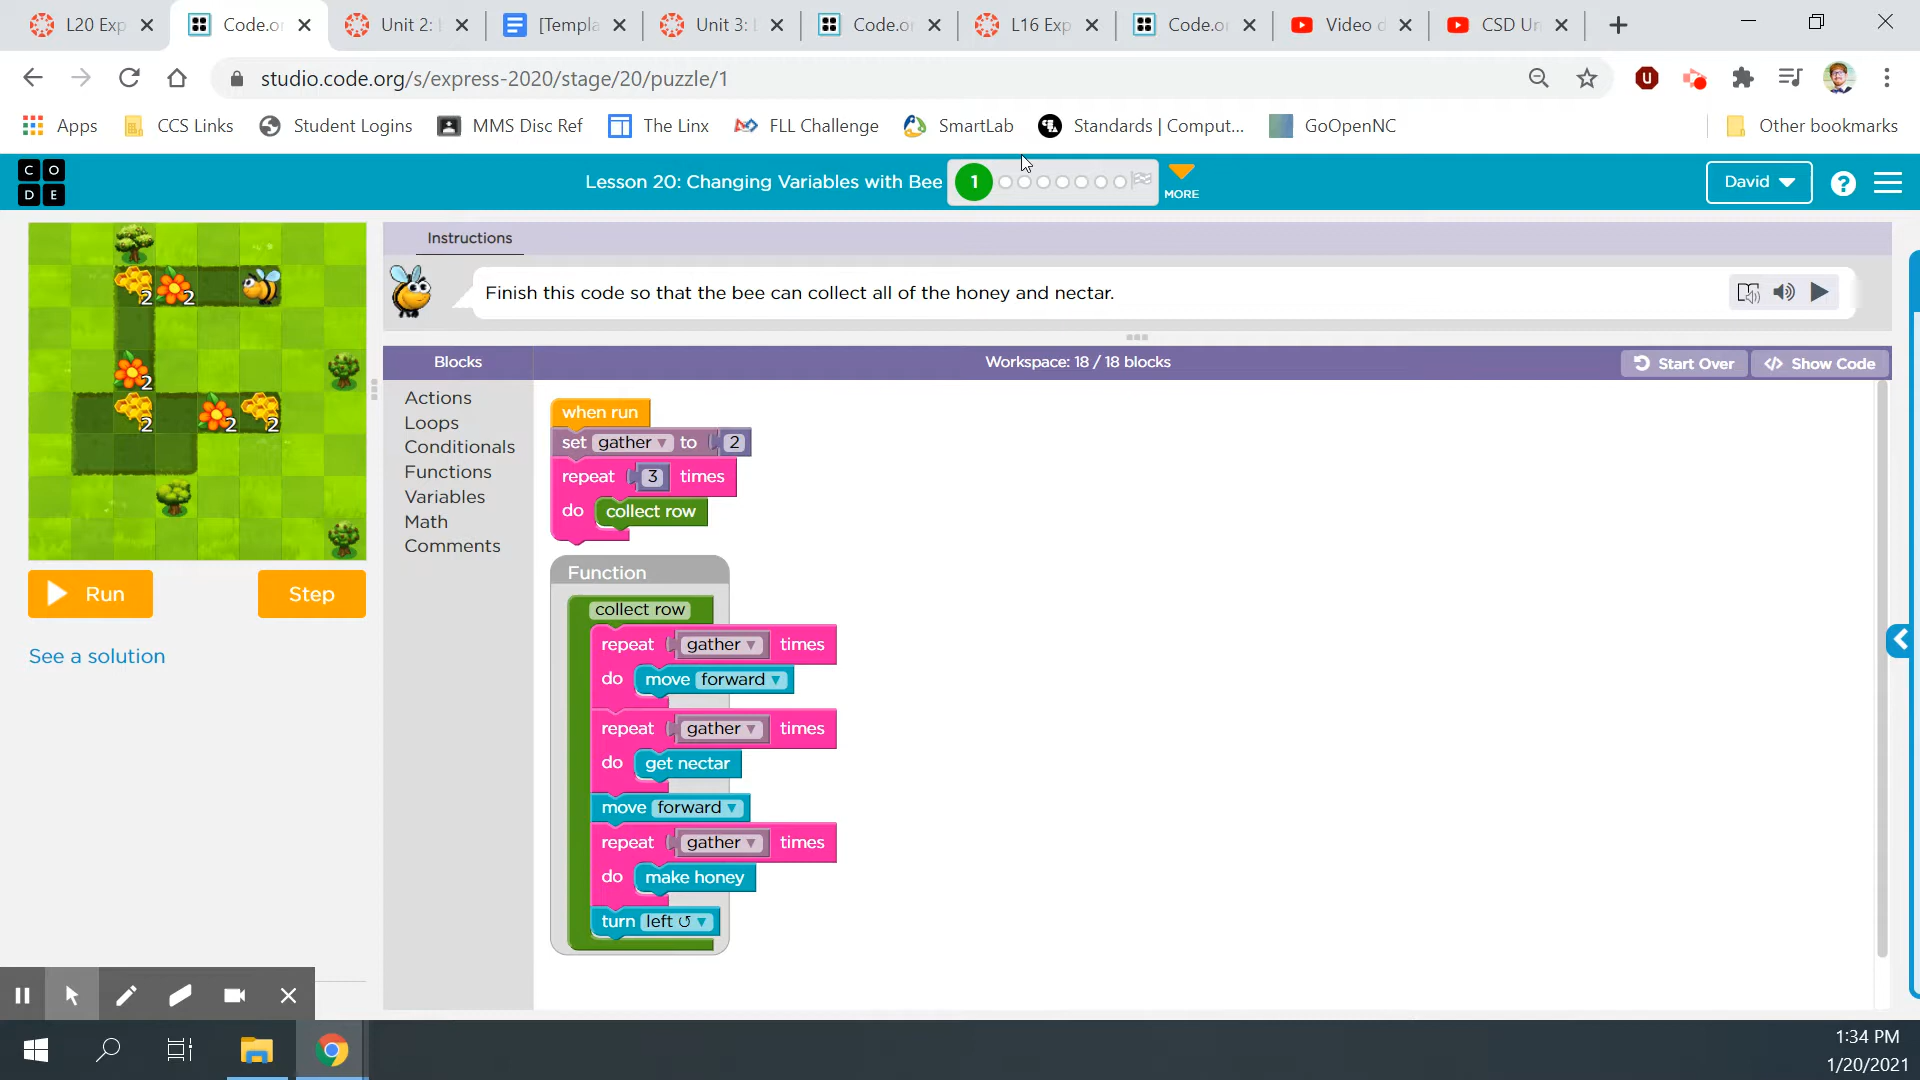 L20 Exp
Code.or
Unit 2: 
[Templa
Unit 3: 
Code.or
L16 Exp
Code.or
Video d
CSD Un
studio.code.org/s/express-2020/stage/20/puzzle/1
Apps
CCS Links
Student Logins
MMS Disc Ref
The Linx
FLL Challenge
SmartLab
Standards | Comput...
GoOpenNC
Other bookmarks
C O
D E
Lesson 20: Changing Variables with Bee
1
MORE
David
?
Instructions
Finish this code so that the bee can collect all of the honey and nectar.
2 2
2
2 2 2
Run
Step
See a solution
Blocks
Workspace: 18 / 18 blocks
Start Over
Show Code
Actions
Loops
Conditionals
Functions
Variables
Math
Comments
when run
set gather to 2
repeat 3 times
do collect row
Function
collect row
repeat gather times
do move forward
repeat gather times
do get nectar
move forward
repeat gather times
do make honey
turn left ↺
1:34 PM
1/20/2021